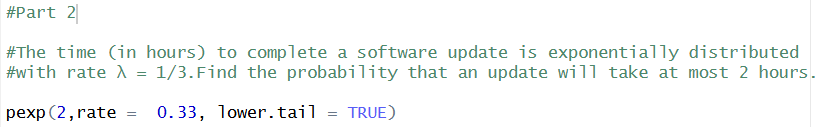 #Part 2
#The time (in hours) to complete a software update is exponentially distributed
#with rate λ = 1/3.Find the probability that an update will take at most 2 hours.
pexp(2,rate =  0.33, lower.tail = TRUE)